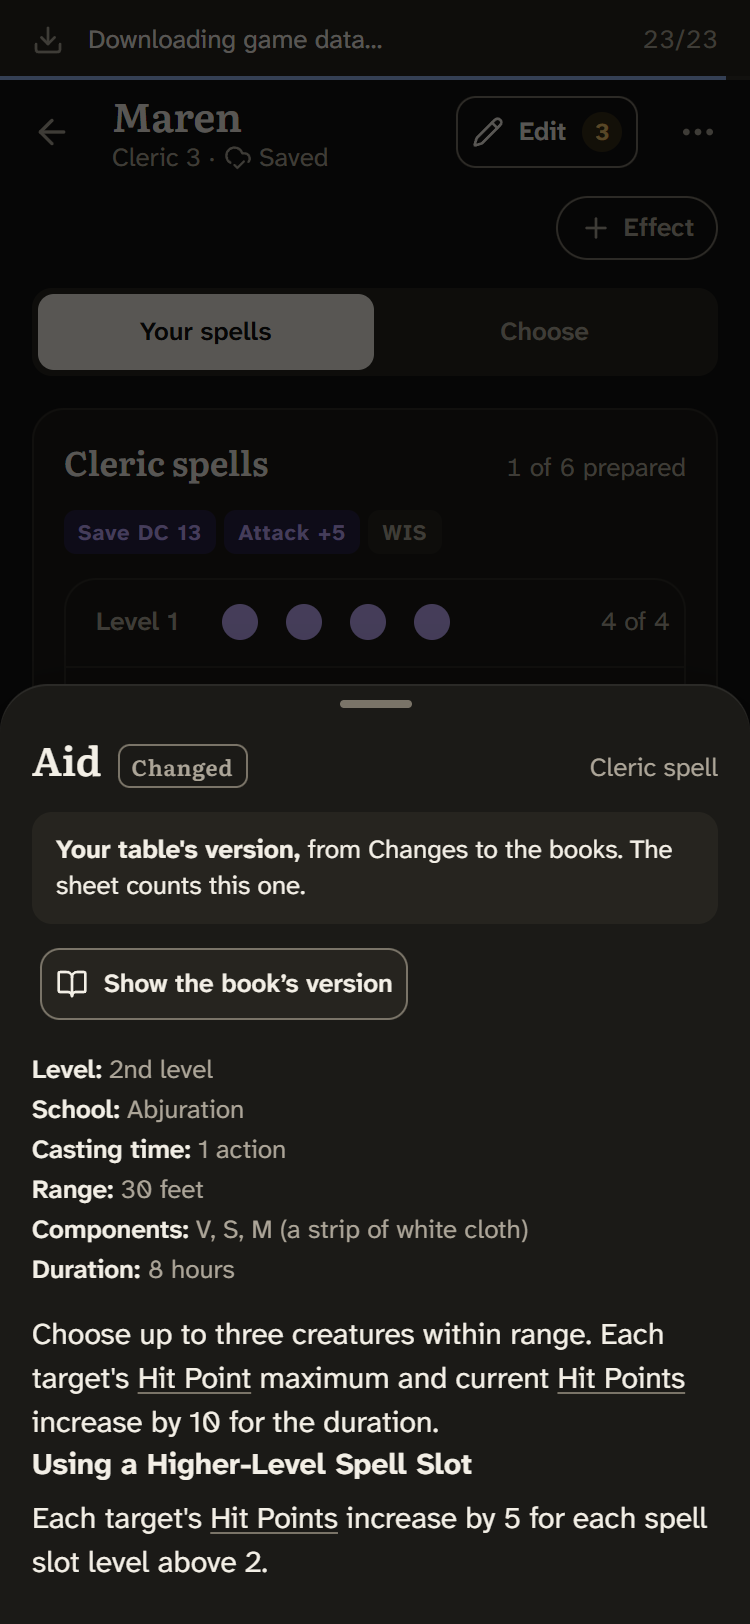 Downloading game data... 23/23
Maren
Cleric 3 · Saved
Edit 3
Effect
Your spells Choose
Cleric spells 1 of 6 prepared
Save DC 13 Attack +5 WIS
Level 1 4 of 4
Aid Changed Cleric spell
Your table's version, from Changes to the books. The
sheet counts this one.
Show the book’s version
Level: 2nd level
School: Abjuration
Casting time: 1 action
Range: 30 feet
Components: V, S, M (a strip of white cloth)
Duration: 8 hours
Choose up to three creatures within range. Each
target's Hit Point maximum and current Hit Points
increase by 10 for the duration.
Using a Higher-Level Spell Slot
Each target's Hit Points increase by 5 for each spell
slot level above 2.